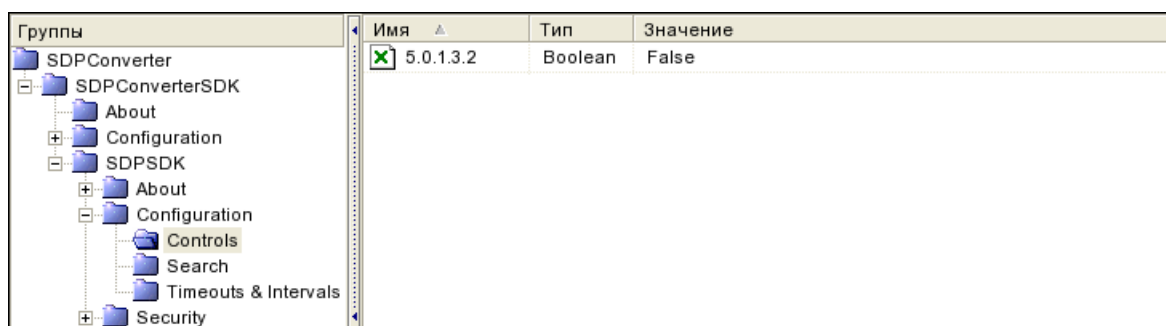 Группы
Имя Тип Значение
SDPConverter
5.0.1.3.2 Boolean False
SDPConverterSDK
About
Configuration
SDPSDK
About
Configuration
Controls
Search
Timeouts & Intervals
Security